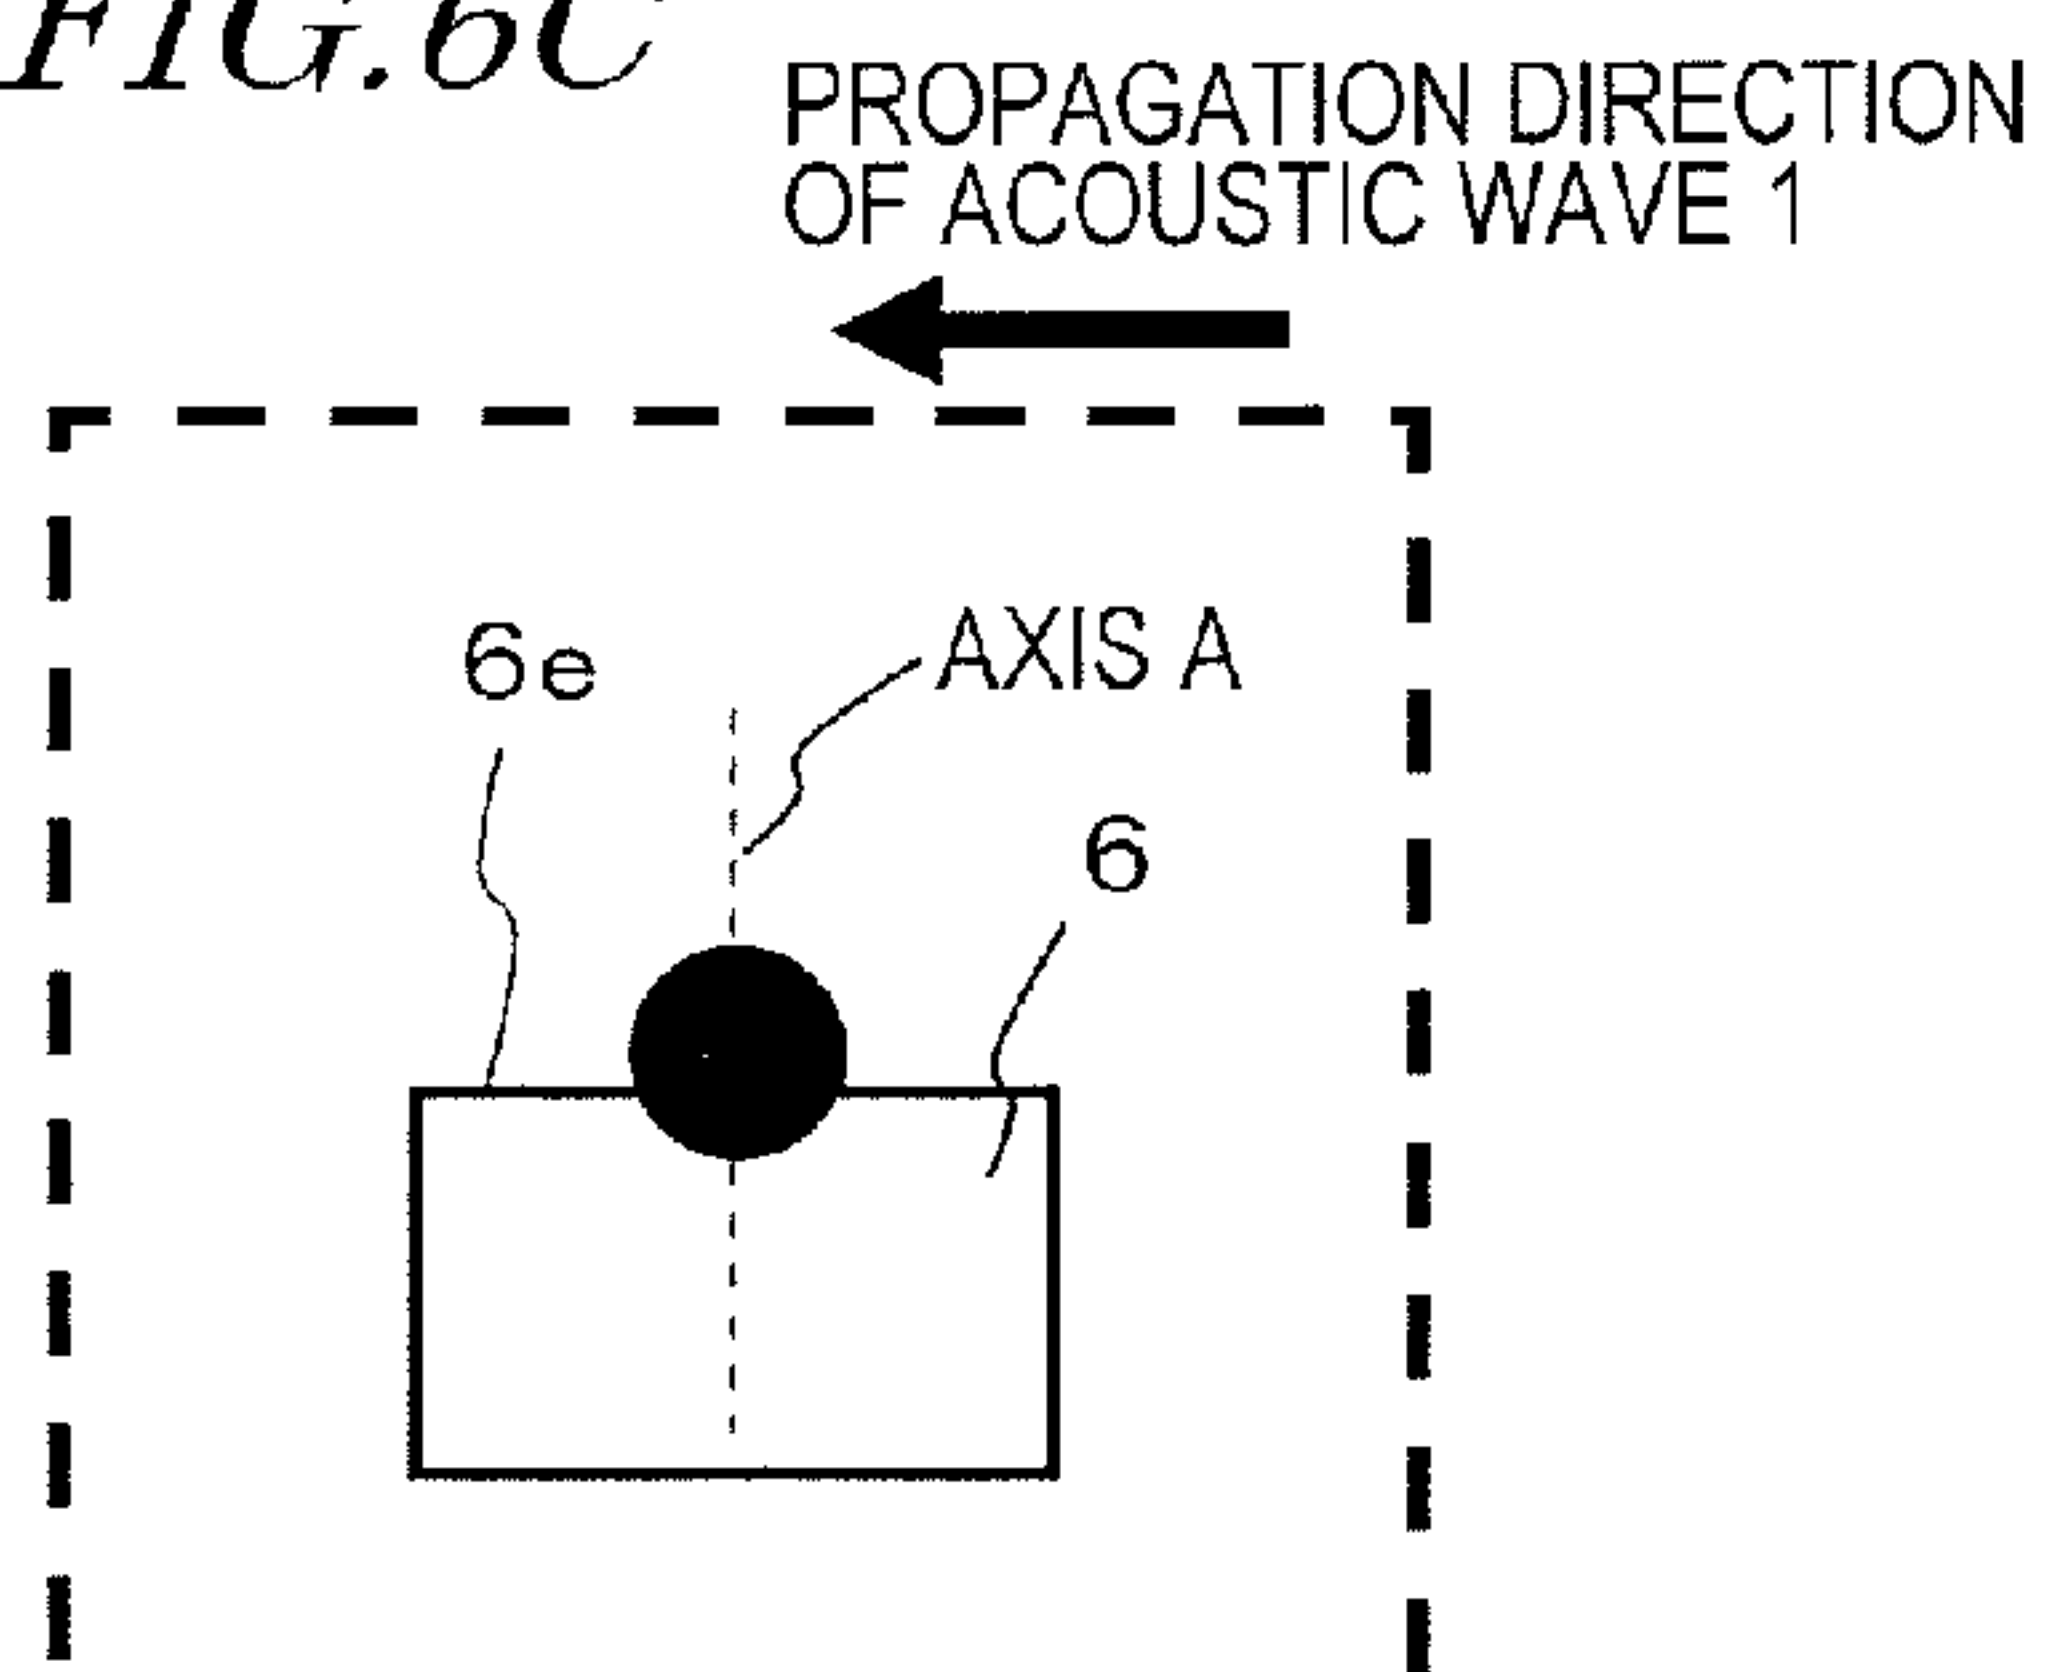 FIG.6C
PROPAGATION DIRECTION
OF ACOUSTIC WAVE 1
6e
AXIS A
6